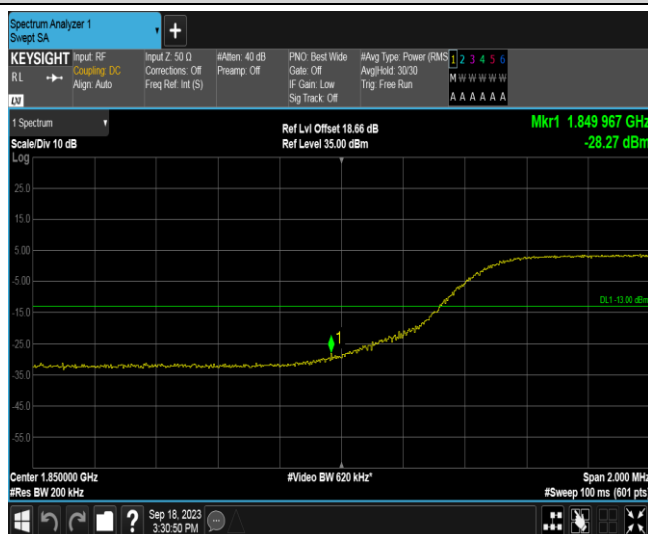 Spectrum Analyzer 1
Swept SA
KEYSIGHT
RL
Input: RF
Coupling: DC
Align: Auto
Input Z: 50 Ω
Corrections: Off
Freq Ref: Int (S)
#Atten: 40 dB
Preamp: Off
PNO: Best Wide
Gate: Off
IF Gain: Low
Sig Track: Off
#Avg Type: Power (RMS
Avg|Hold: 30/30
Trig: Free Run
1 2 3 4 5 6
M W W W W W
A A A A A A
LXI
1 Spectrum
Scale/Div 10 dB
Ref Lvl Offset 18.66 dB
Ref Level 35.00 dBm
Mkr1 1.849 967 GHz
-28.27 dBm
Log
25.0
15.0
5.00
-5.00
DL1 -13.00 dBm
-15.0
1
-25.0
-35.0
-45.0
-55.0
Center 1.850000 GHz
#Res BW 200 kHz
#Video BW 620 kHz*
Span 2.000 MHz
#Sweep 100 ms (601 pts)
Sep 18, 2023
3:30:50 PM